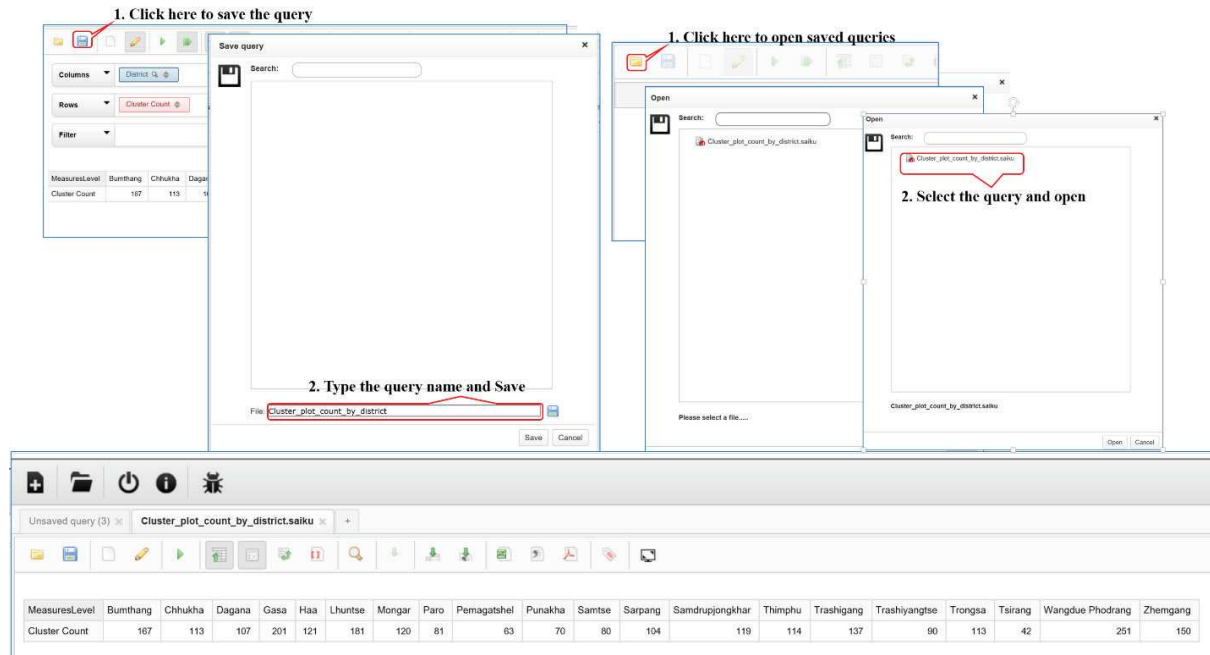 1. Click here to save the query
Columns
District
Rows
Cluster Count
Filter
MeasuresLevel Bumthang Chhukha Dagan
Cluster Count 167 113 10
Save query ×
Search:
2. Type the query name and Save
File: Cluster_plot_count_by_district
Save Cancel
1. Click here to open saved queries
×
Open ×
Search:
Cluster_plot_count_by_district.saiku
Please select a file.....
Open ×
Search:
Cluster_plot_count_by_district.saiku
2. Select the query and open
Cluster_plot_count_by_district.saiku
Open Cancel
Unsaved query (3) × Cluster_plot_count_by_district.saiku × +
MeasuresLevel Bumthang Chhukha Dagana Gasa Haa Lhuntse Mongar Paro Pemagatshel Punakha Samtse Sarpang Samdrupjongkhar Thimphu Trashigang Trashiyangtse Trongsa Tsirang Wangdue Phodrang Zhemgang
Cluster Count 167 113 107 201 121 181 120 81 63 70 80 104 119 114 137 90 113 42 251 150